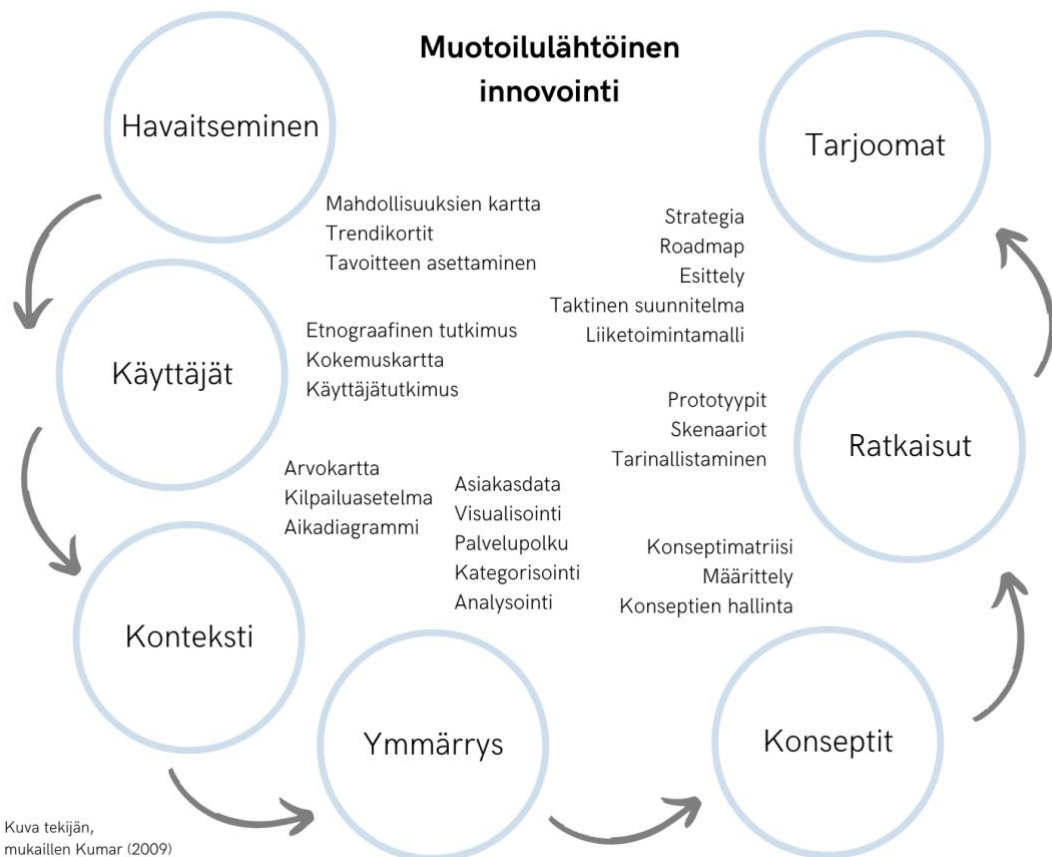 Muotoilulähtöinen
innovointi
Havaitseminen
Mahdollisuuksien kartta
Trendikortit
Tavoitteen asettaminen
Käyttäjät
Etnograafinen tutkimus
Kokemuskartta
Käyttäjätutkimus
Konteksti
Arvokartta
Kilpailuasetelma
Aikadiagrammi
Ymmärrys
Asiakasdata
Visualisointi
Palvelupolku
Kategorisointi
Analysointi
Konseptit
Konseptimatriisi
Määrittely
Konseptien hallinta
Ratkaisut
Prototyypit
Skenaariot
Tarinallistaminen
Tarjoomat
Strategia
Roadmap
Esittely
Taktinen suunnitelma
Liiketoimintamalli
Kuva tekijän,
mukaillen Kumar (2009)